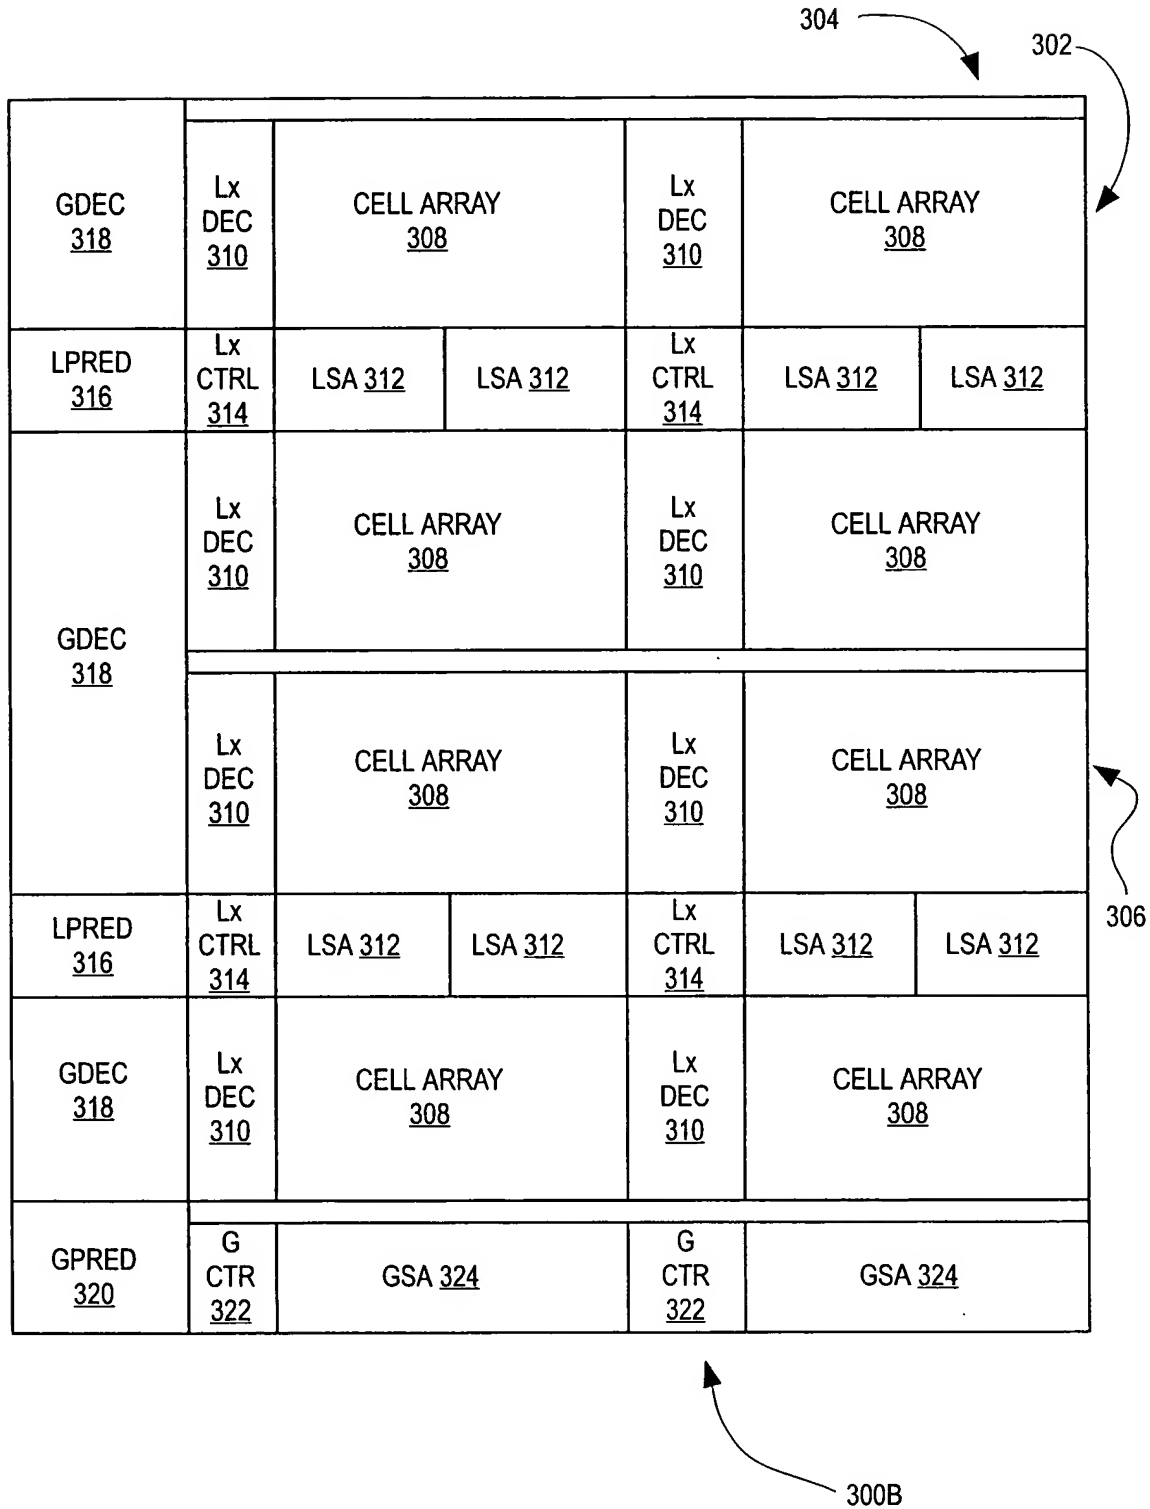 304
302
GDEC
318
Lx
DEC
310
CELL ARRAY
308
Lx
DEC
310
CELL ARRAY
308
LPRED
316
Lx
CTRL
314
LSA 312
LSA 312
Lx
CTRL
314
LSA 312
LSA 312
GDEC
318
Lx
DEC
310
CELL ARRAY
308
Lx
DEC
310
CELL ARRAY
308
Lx
DEC
310
CELL ARRAY
308
Lx
DEC
310
CELL ARRAY
308
306
LPRED
316
Lx
CTRL
314
LSA 312
LSA 312
Lx
CTRL
314
LSA 312
LSA 312
GDEC
318
Lx
DEC
310
CELL ARRAY
308
Lx
DEC
310
CELL ARRAY
308
GPRED
320
G
CTR
322
GSA 324
G
CTR
322
GSA 324
300B